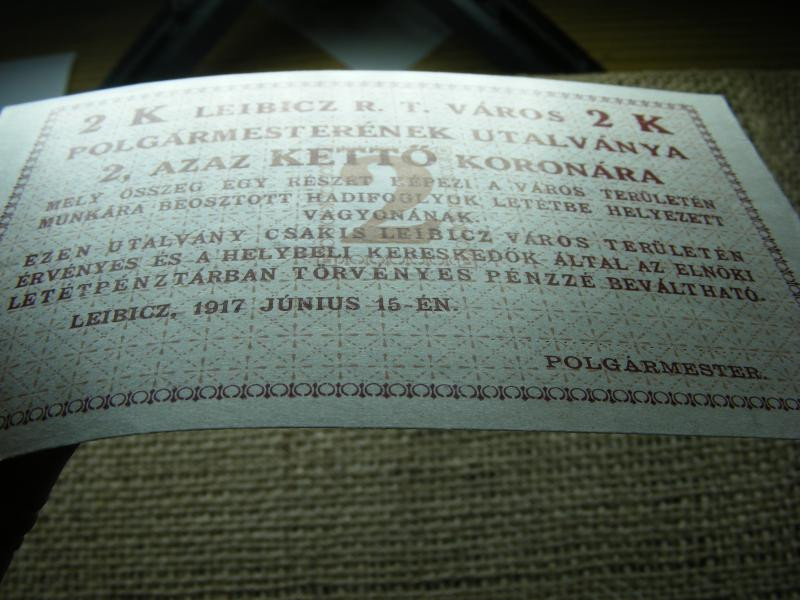 2 K LEIBICZ R. T. VÁROS 2 K
POLGÁRMESTERÉNEK UTALVÁNYA
2, AZAZ KETTŐ KORONÁRA
MELY ÖSSZEG EGY RÉSZÉT KÉPEZI A VÁROS TERÜLETÉN
MUNKÁRA BEOSZTOTT HADIFOGLYOK LETÉTBE HELYEZETT
VAGYONÁNAK.
2
EZEN UTALVÁNY CSAKIS LEIBICZ VÁROS TERÜLETÉN
ÉRVÉNYES ÉS A HELYBELI KERESKEDŐK ÁLTAL AZ ELNÖKI
LETÉTPÉNZTÁRBAN TÖRVÉNYES PÉNZZÉ BEVÁLTHATÓ.
LEIBICZ, 1917 JÚNIUS 15-ÉN.
POLGÁRMESTER.